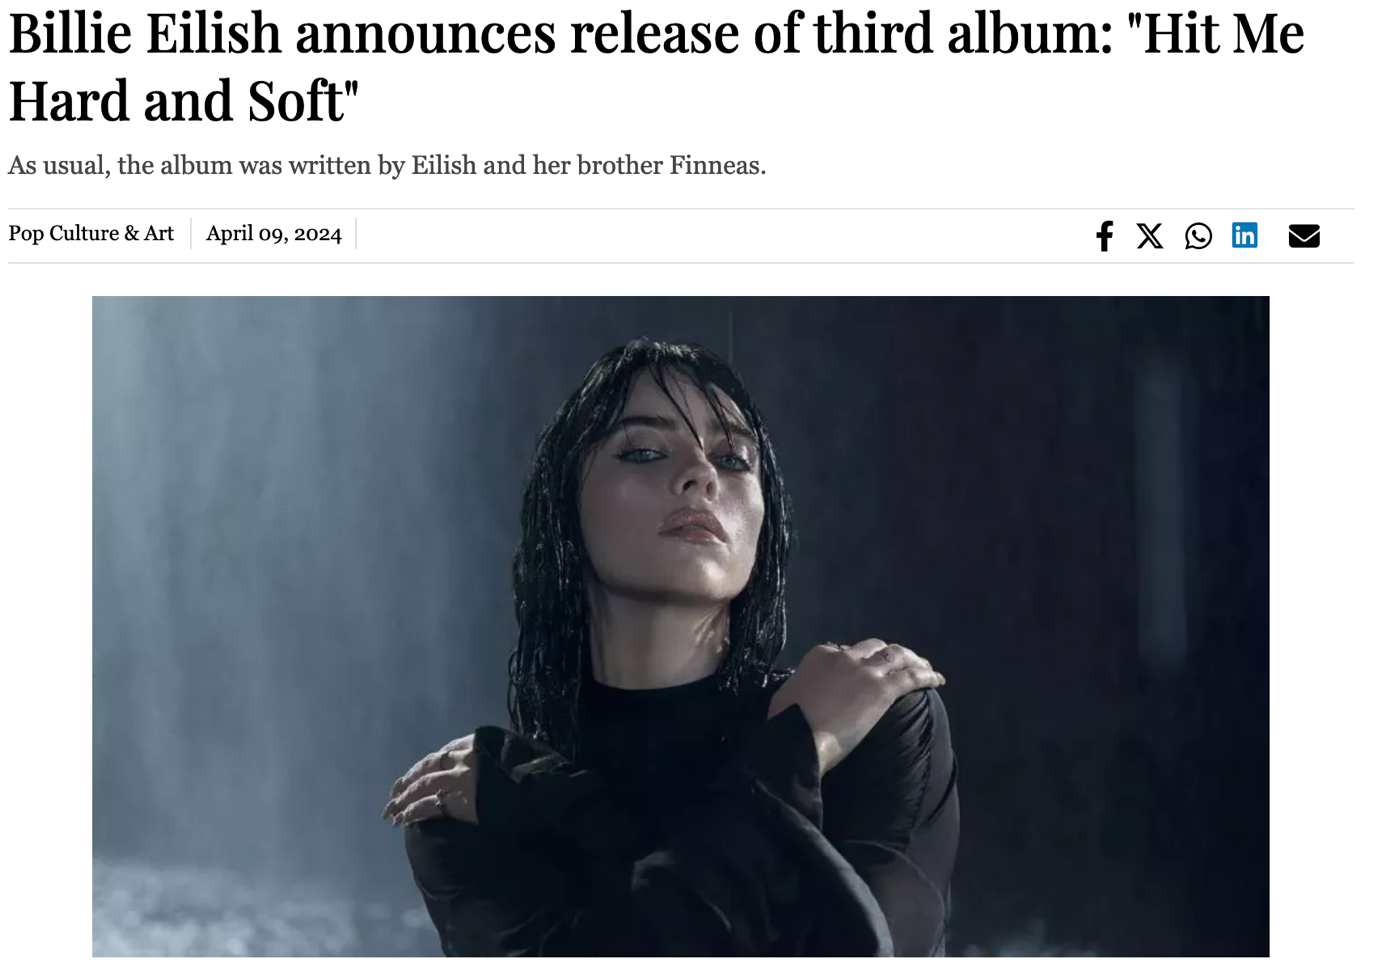 Billie Eilish announces release of third album: "Hit Me
Hard and Soft"
As usual, the album was written by Eilish and her brother Finneas.
Pop Culture & Art
April 09, 2024